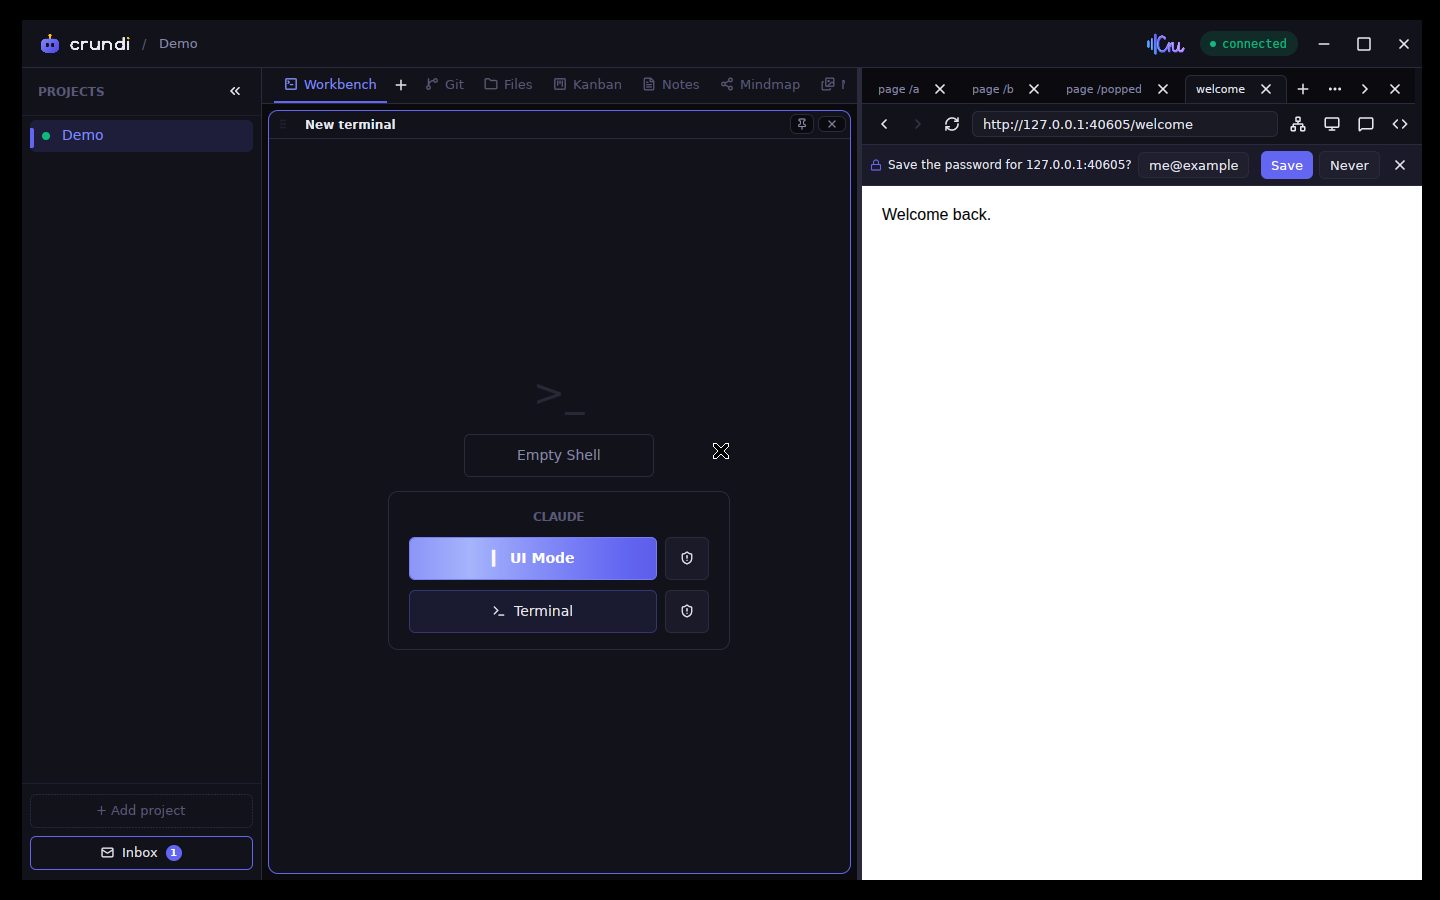 crundi / Demo
Cru
connected
PROJECTS
Workbench
Git
Files
Kanban
Notes
Mindmap
page /a
page /b
page /popped
welcome
Demo
New terminal
http://127.0.0.1:40605/welcome
Save the password for 127.0.0.1:40605?
me@example
Save
Never
Welcome back.
>_
Empty Shell
CLAUDE
UI Mode
Terminal
+ Add project
Inbox 1